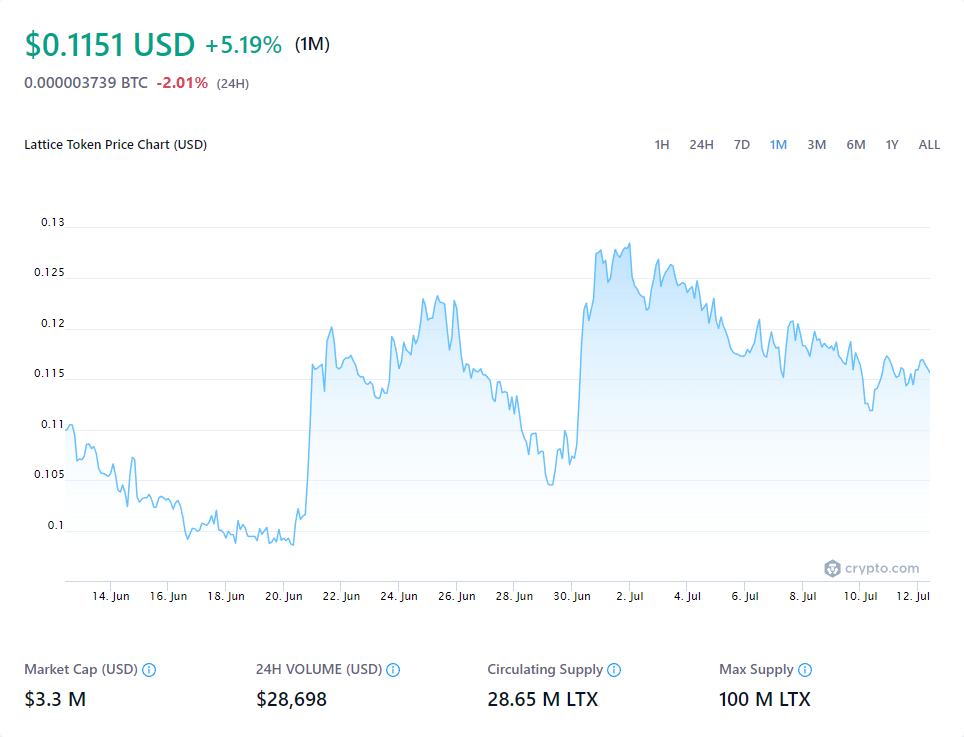 $0.1151 USD +5.19% (1M)
0.000003739 BTC -2.01% (24H)
Lattice Token Price Chart (USD) 1H 24H 7D 1M 3M 6M 1Y ALL
0.13
0.125
0.12
0.115
0.11
0.105
0.1
crypto.com
14. Jun 16. Jun 18. Jun 20. Jun 22. Jun 24. Jun 26. Jun 28. Jun 30. Jun 2. Jul 4. Jul 6. Jul 8. Jul 10. Jul 12. Jul
Market Cap (USD) 24H VOLUME (USD) Circulating Supply Max Supply
$3.3 M $28,698 28.65 M LTX 100 M LTX